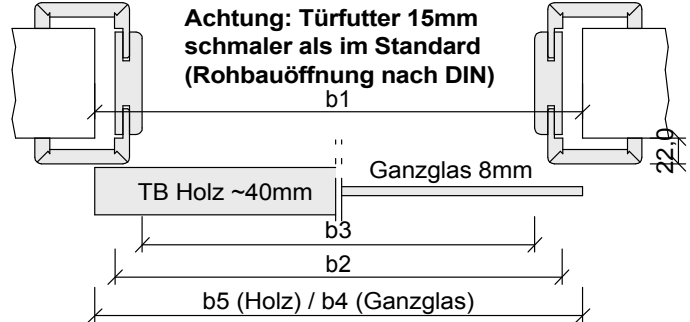 Achtung: Türfutter 15mm
schmaler als im Standard
(Rohbauöffnung nach DIN)
b1
22,0
Ganzglas 8mm
TB Holz ~40mm
b3
b2
b5 (Holz) / b4 (Ganzglas)